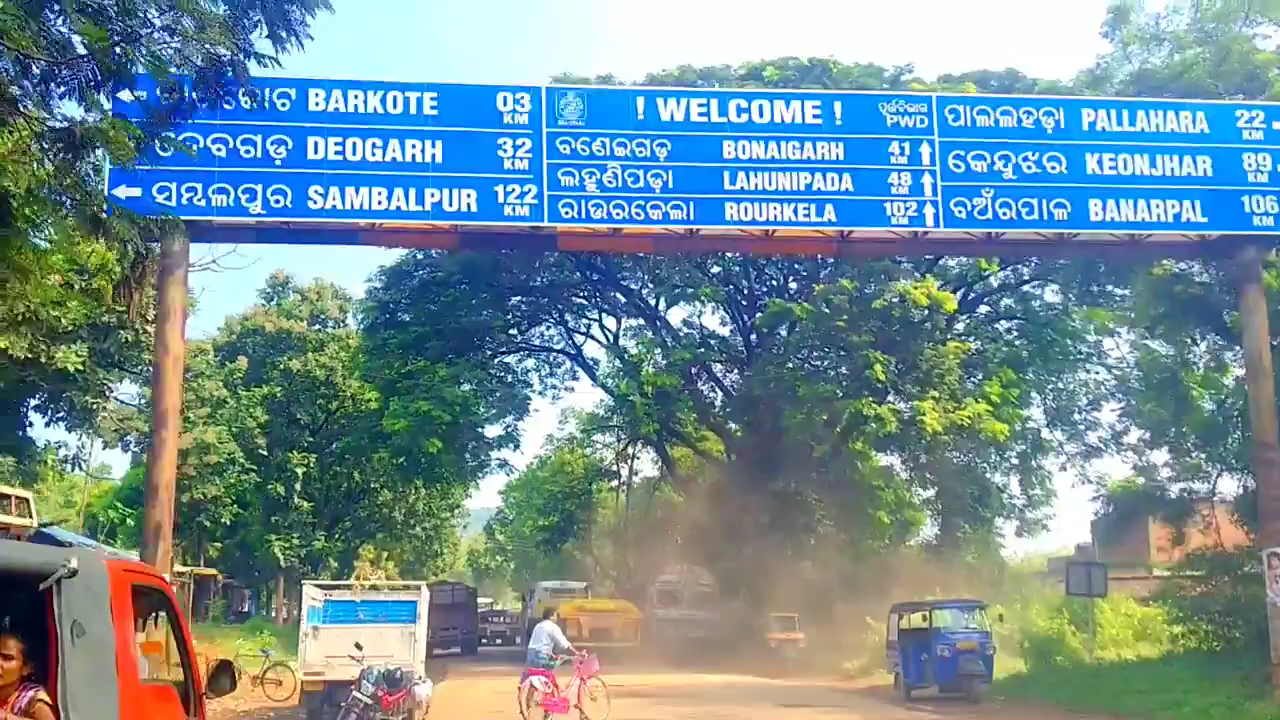 BARKOTE 03 KM
ଦେବଗଡ଼ DEOGARH 32 KM
ସମ୍ବଲପୁର SAMBALPUR 122 KM
! WELCOME ! ପୂର୍ତ୍ତବିଭାଗ PWD
ବଣେଇଗଡ଼ BONAIGARH 41 KM
ଲହୁଣିପଡ଼ା LAHUNIPADA 48 KM
ରାଉରକେଲା ROURKELA 102 KM
ପାଲଲହଡ଼ା PALLAHARA 22 KM
କେନ୍ଦୁଝର KEONJHAR 89 KM
ବଅଁରପାଳ BANARPAL 106 KM